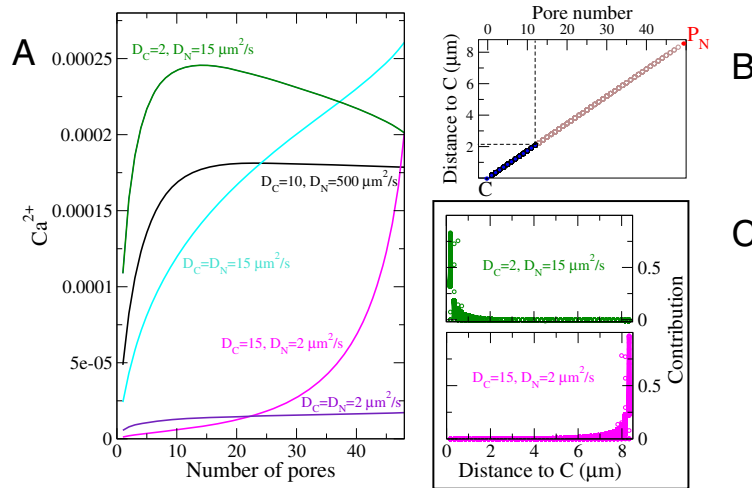 A
D_C=2, D_N=15 μm²/s
D_C=10, D_N=500 μm²/s
D_C=D_N=15 μm²/s
D_C=15, D_N=2 μm²/s
D_C=D_N=2 μm²/s
0.00025
0.0002
0.00015
0.0001
5e-05
0
Ca²⁺
0 10 20 30 40
Number of pores
Pore number
0 10 20 30 40
P_N
B
Distance to C (μm)
8
6
4
2
C
C
D_C=2, D_N=15 μm²/s
0.5
0
D_C=15, D_N=2 μm²/s
0.5
0
Contribution
0 2 4 6 8
Distance to C (μm)